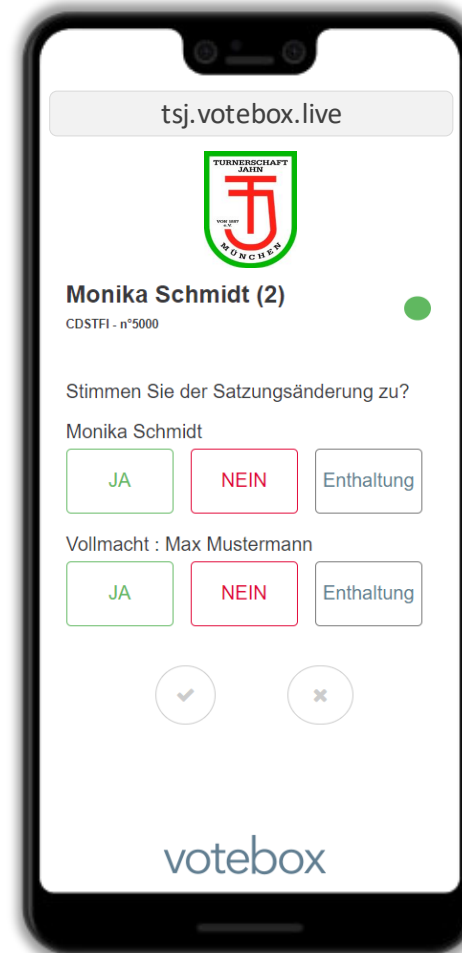 tsj.votebox.live
TURNERSCHAFT
JAHN
VON 1887
e.V.
MÜNCHEN
Monika Schmidt (2)
CDSTFI - n°5000
Stimmen Sie der Satzungsänderung zu?
Monika Schmidt
JA NEIN Enthaltung
Vollmacht : Max Mustermann
JA NEIN Enthaltung
votebox